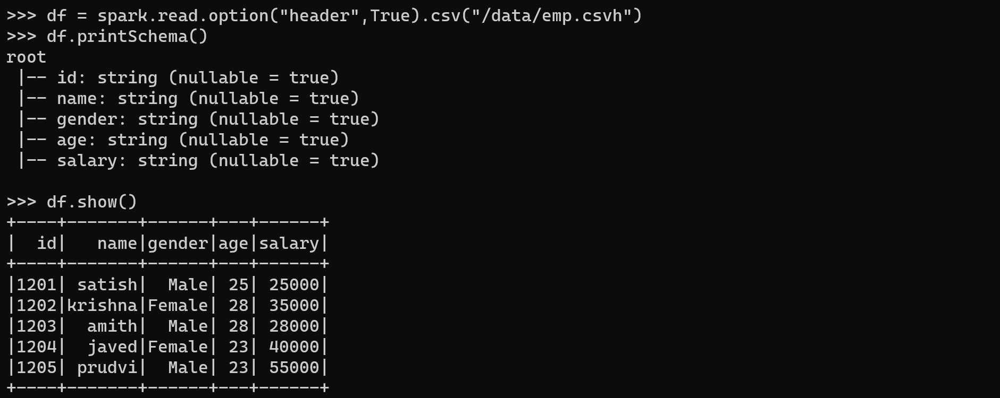 >>> df = spark.read.option("header",True).csv("/data/emp.csvh")
>>> df.printSchema()
root
 |-- id: string (nullable = true)
 |-- name: string (nullable = true)
 |-- gender: string (nullable = true)
 |-- age: string (nullable = true)
 |-- salary: string (nullable = true)

>>> df.show()
+----+-------+------+---+------+
|  id|   name|gender|age|salary|
+----+-------+------+---+------+
|1201| satish|  Male| 25| 25000|
|1202|krishna|Female| 28| 35000|
|1203|  amith|  Male| 28| 28000|
|1204|  javed|Female| 23| 40000|
|1205| prudvi|  Male| 23| 55000|
+----+-------+------+---+------+